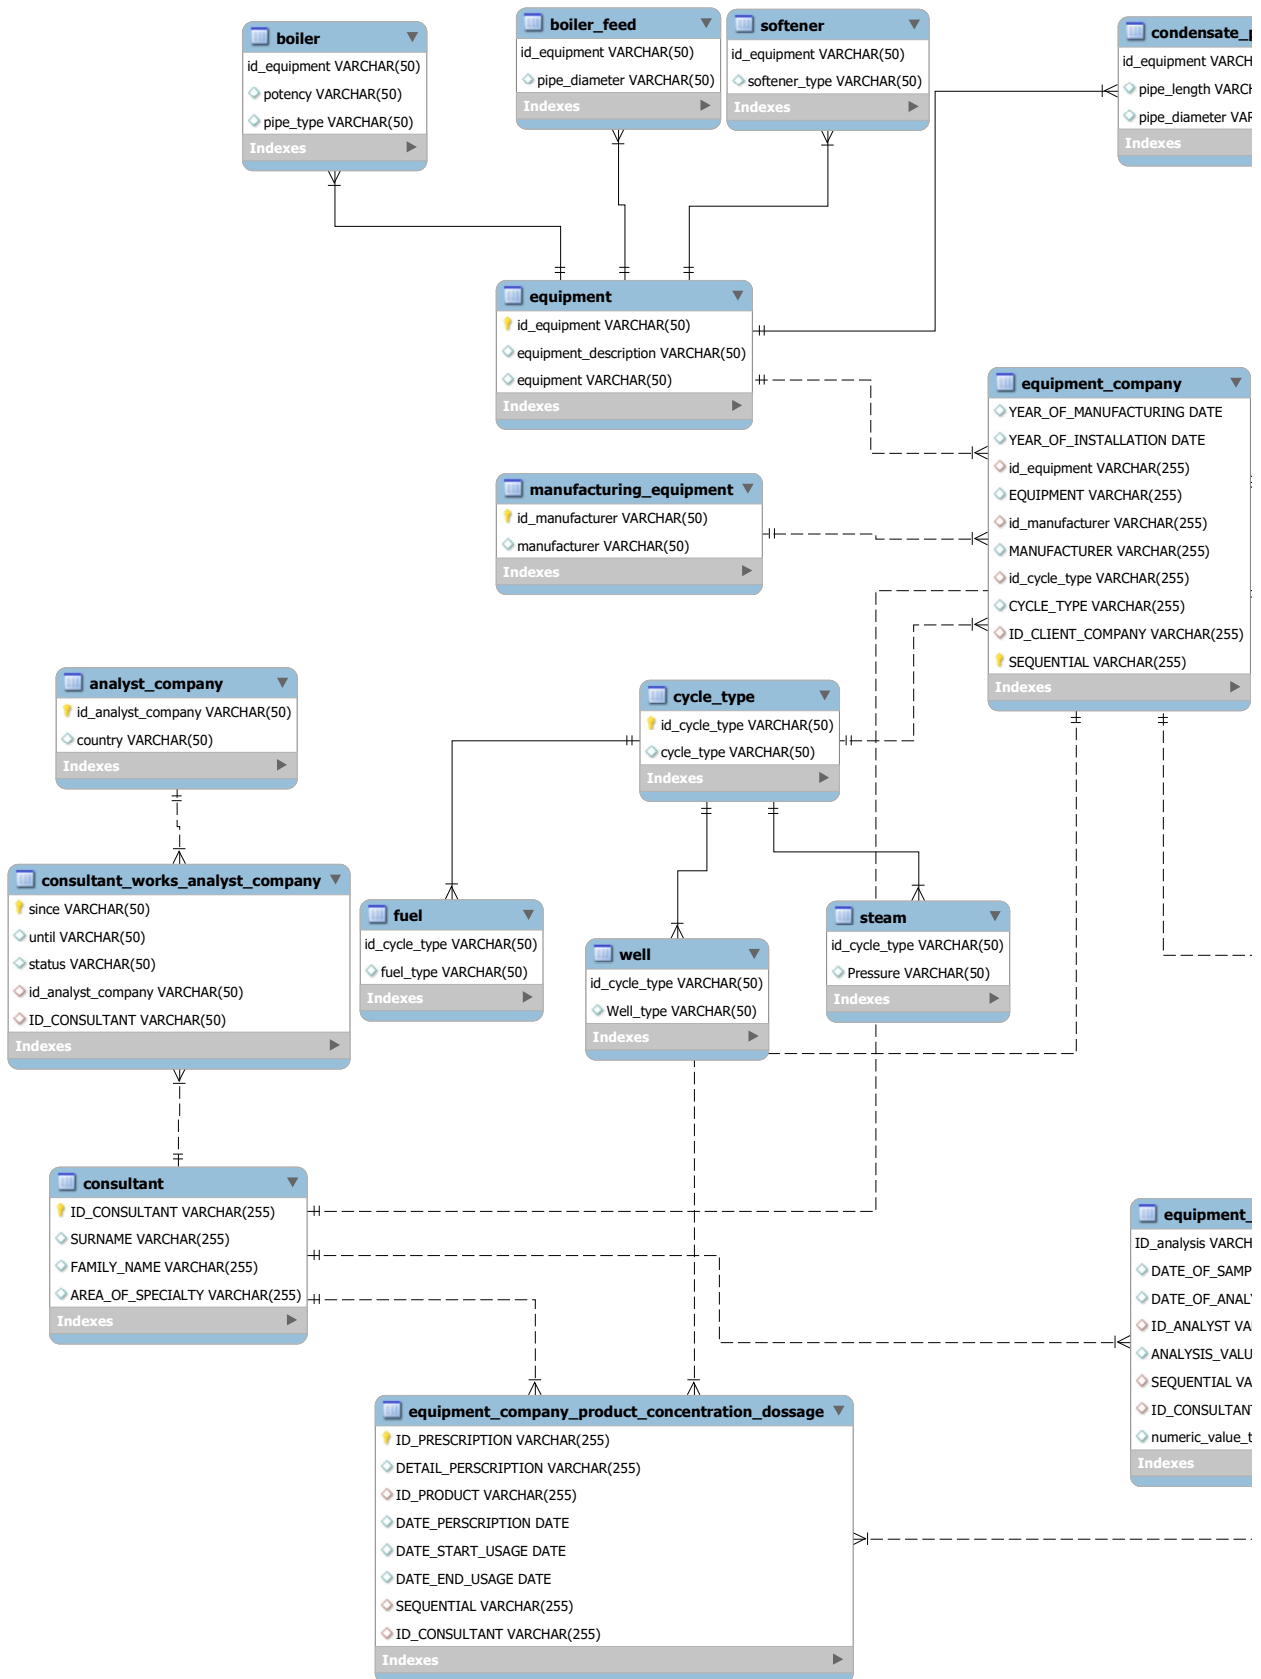 boiler
id_equipment VARCHAR(50)
potency VARCHAR(50)
pipe_type VARCHAR(50)
Indexes
boiler_feed
id_equipment VARCHAR(50)
pipe_diameter VARCHAR(50)
Indexes
softener
id_equipment VARCHAR(50)
softener_type VARCHAR(50)
Indexes
condensate_
id_equipment VARCH
pipe_length VARCH
pipe_diameter VAR
Indexes
equipment
id_equipment VARCHAR(50)
equipment_description VARCHAR(50)
equipment VARCHAR(50)
Indexes
equipment_company
YEAR_OF_MANUFACTURING DATE
YEAR_OF_INSTALLATION DATE
id_equipment VARCHAR(255)
EQUIPMENT VARCHAR(255)
id_manufacturer VARCHAR(255)
MANUFACTURER VARCHAR(255)
id_cycle_type VARCHAR(255)
CYCLE_TYPE VARCHAR(255)
ID_CLIENT_COMPANY VARCHAR(255)
SEQUENTIAL VARCHAR(255)
Indexes
manufacturing_equipment
id_manufacturer VARCHAR(50)
manufacturer VARCHAR(50)
Indexes
analyst_company
id_analyst_company VARCHAR(50)
country VARCHAR(50)
Indexes
cycle_type
id_cycle_type VARCHAR(50)
cycle_type VARCHAR(50)
Indexes
consultant_works_analyst_company
since VARCHAR(50)
until VARCHAR(50)
status VARCHAR(50)
id_analyst_company VARCHAR(50)
ID_CONSULTANT VARCHAR(50)
Indexes
fuel
id_cycle_type VARCHAR(50)
fuel_type VARCHAR(50)
Indexes
well
id_cycle_type VARCHAR(50)
Well_type VARCHAR(50)
Indexes
steam
id_cycle_type VARCHAR(50)
Pressure VARCHAR(50)
Indexes
consultant
ID_CONSULTANT VARCHAR(255)
SURNAME VARCHAR(255)
FAMILY_NAME VARCHAR(255)
AREA_OF_SPECIALTY VARCHAR(255)
Indexes
equipment_
ID_analysis VARCH
DATE_OF_SAMP
DATE_OF_ANAL
ID_ANALYST VA
ANALYSIS_VALU
SEQUENTIAL VA
ID_CONSULTANT
numeric_value_t
Indexes
equipment_company_product_concentration_dossage
ID_PRESCRIPTION VARCHAR(255)
DETAIL_PERSCRIPTION VARCHAR(255)
ID_PRODUCT VARCHAR(255)
DATE_PERSCRIPTION DATE
DATE_START_USAGE DATE
DATE_END_USAGE DATE
SEQUENTIAL VARCHAR(255)
ID_CONSULTANT VARCHAR(255)
Indexes